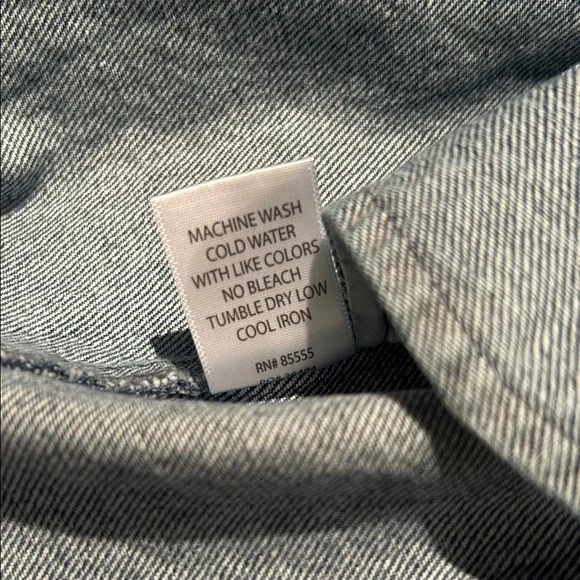 MACHINE WASH
COLD WATER
WITH LIKE COLORS
NO BLEACH
TUMBLE DRY LOW
COOL IRON
RN# 85555